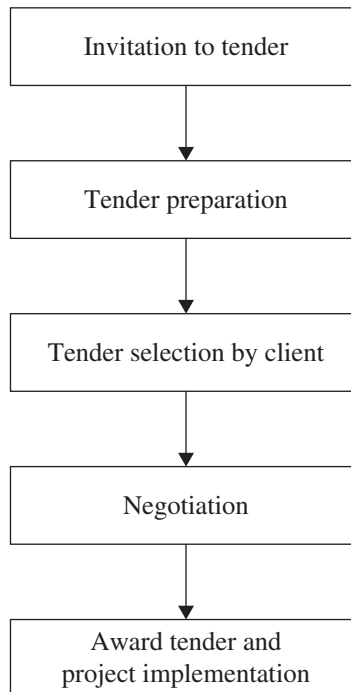 Invitation to tender
Tender preparation
Tender selection by client
Negotiation
Award tender and
project implementation